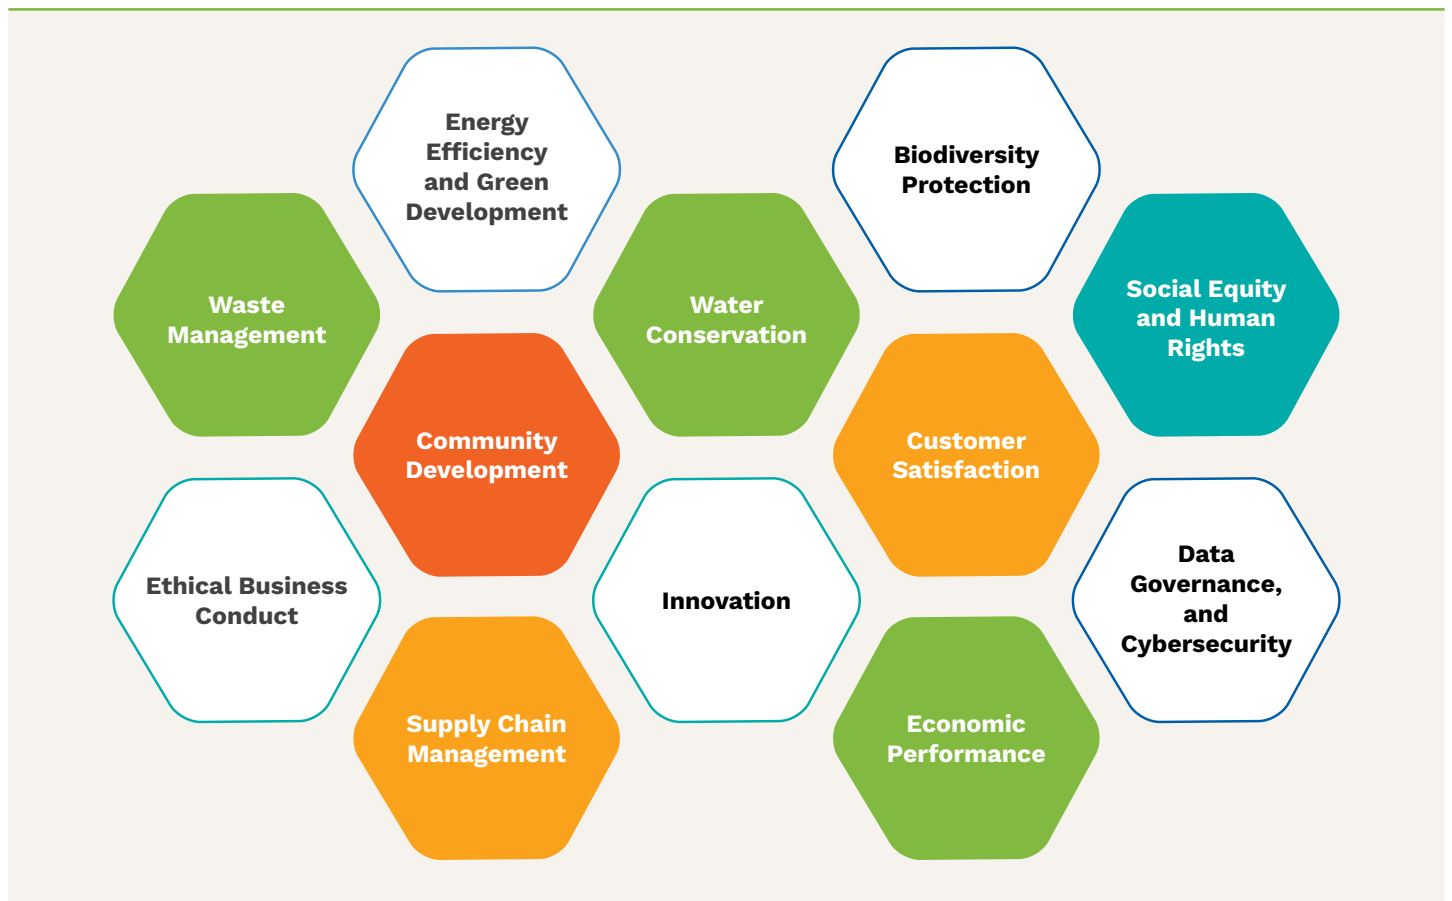 Energy
Efficiency
and Green
Development
Biodiversity
Protection
Waste
Management
Water
Conservation
Social Equity
and Human
Rights
Community
Development
Customer
Satisfaction
Ethical Business
Conduct
Innovation
Data
Governance,
and
Cybersecurity
Supply Chain
Management
Economic
Performance